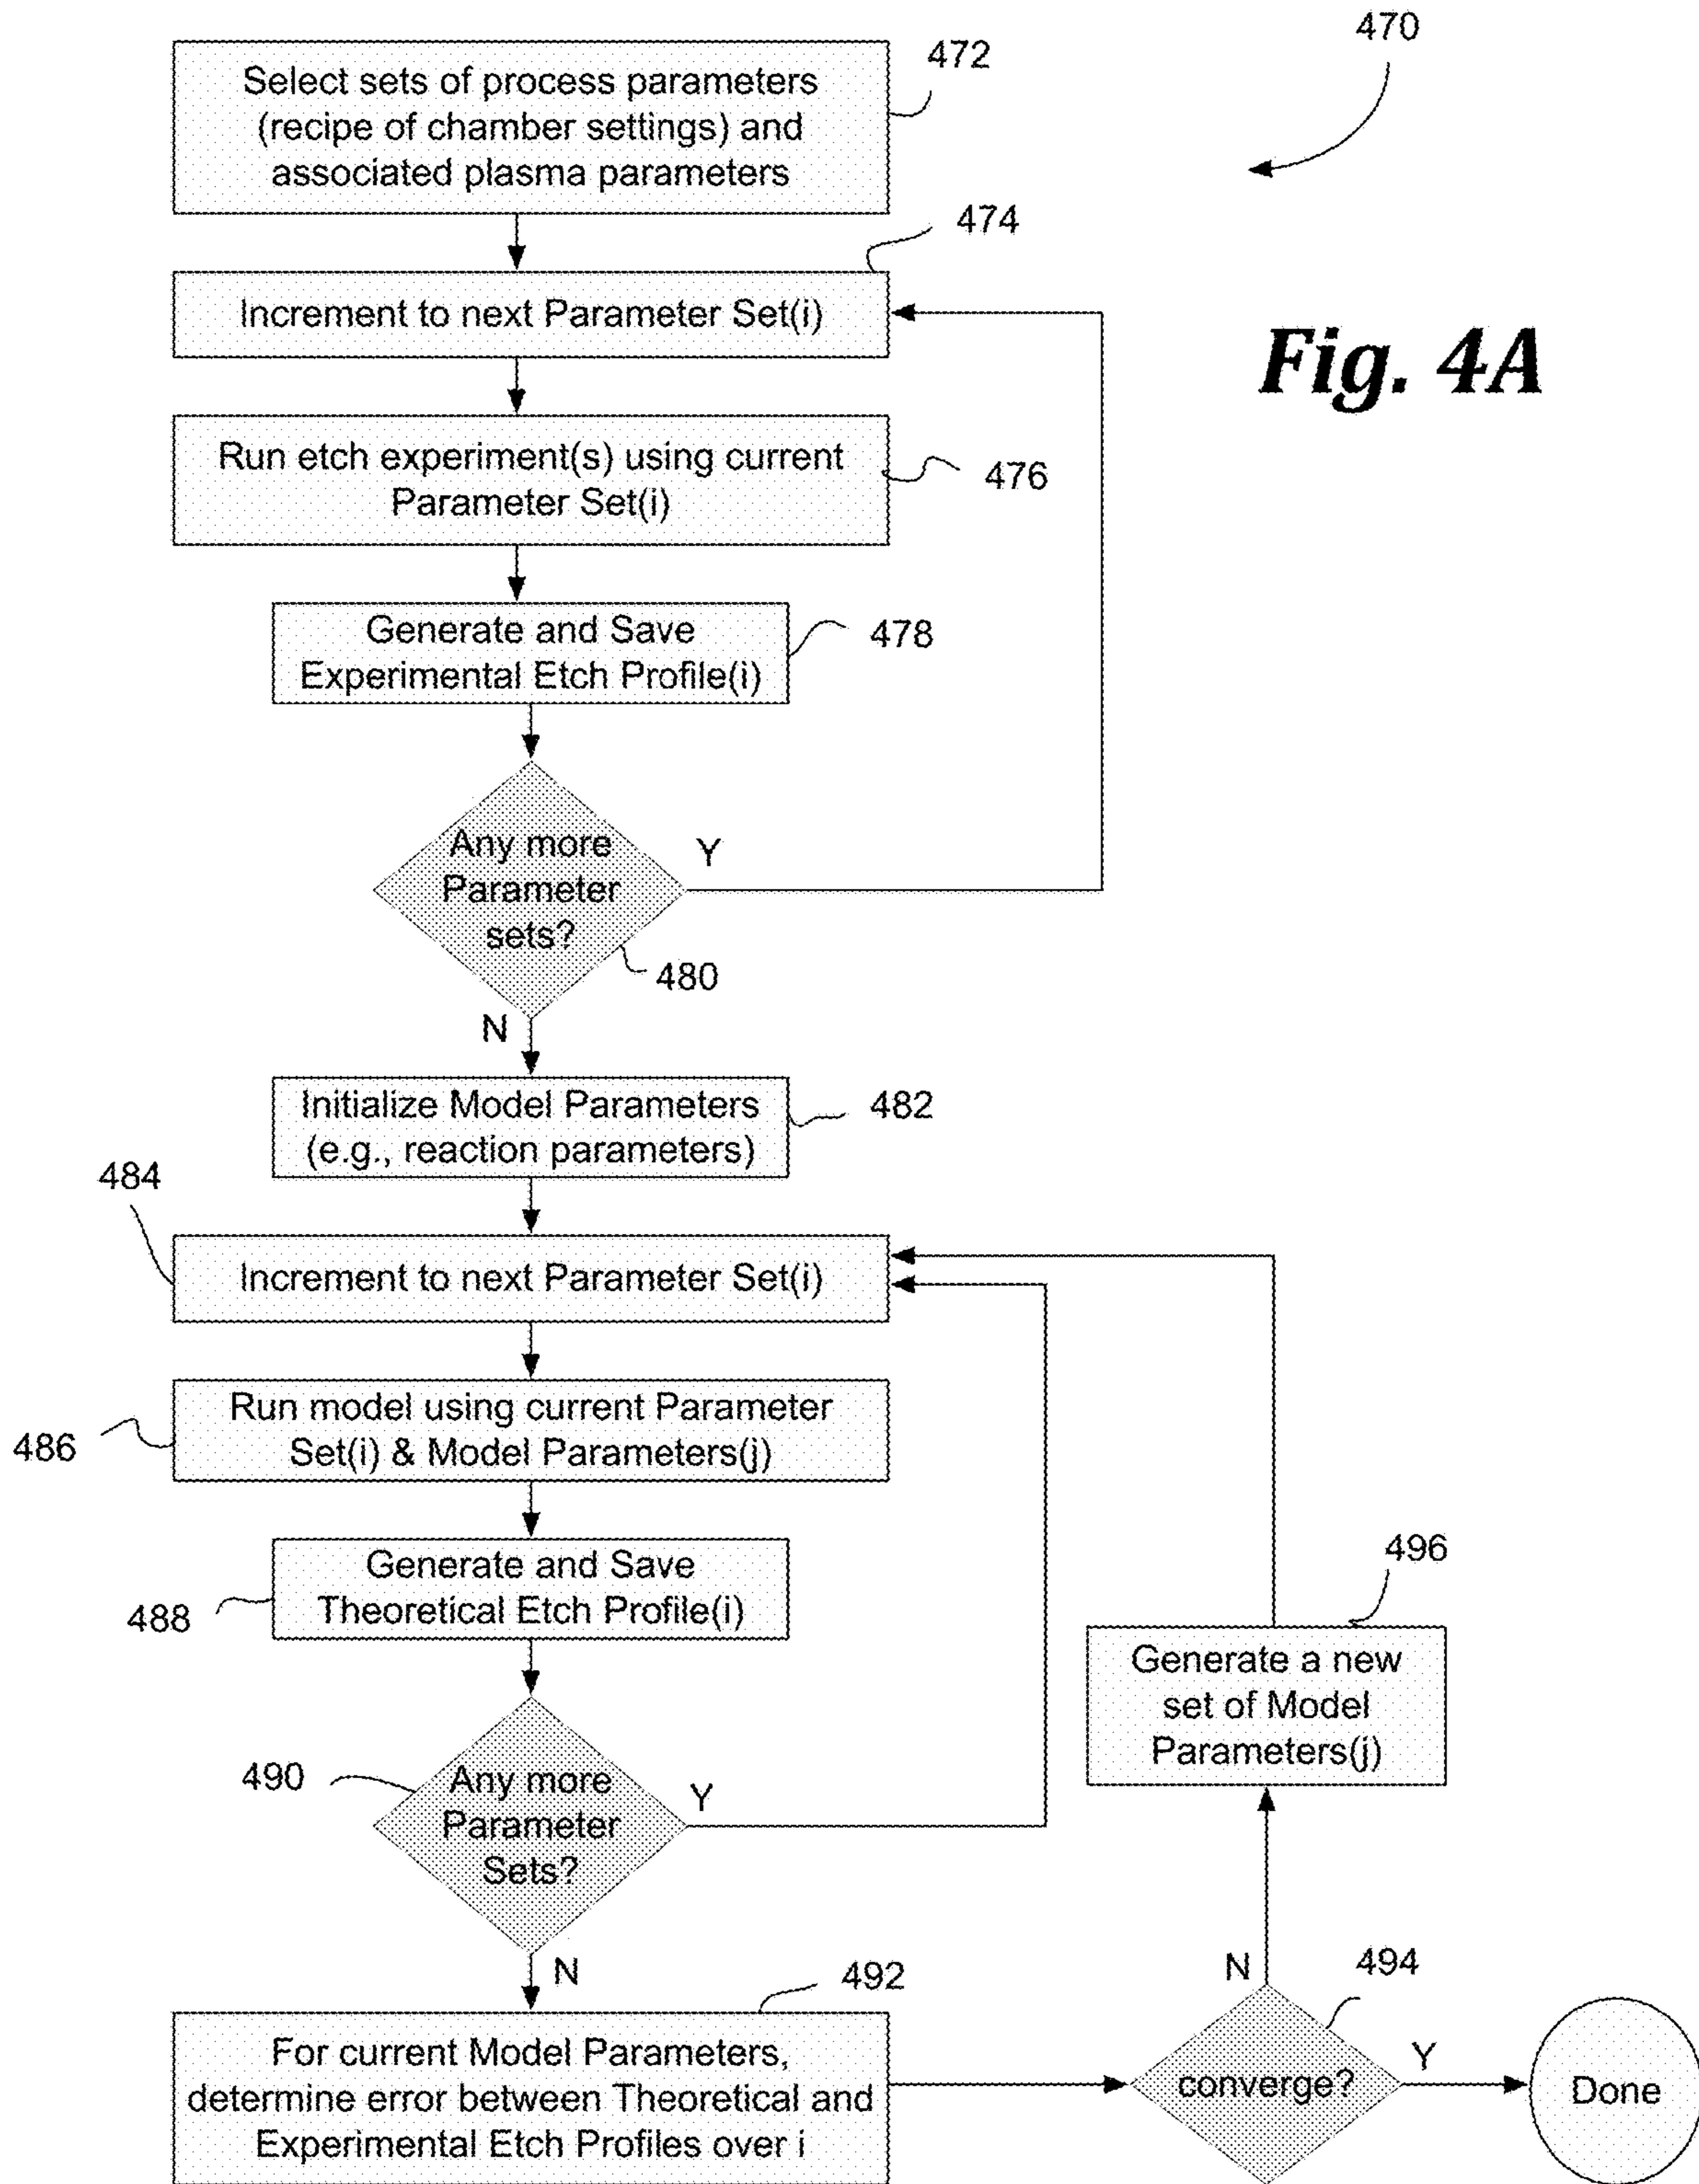 470
472
Select sets of process parameters
(recipe of chamber settings) and
associated plasma parameters
474
Increment to next Parameter Set(i)
Fig. 4A
Run etch experiment(s) using current
Parameter Set(i)
476
Generate and Save
Experimental Etch Profile(i)
478
Any more
Parameter
sets?
Y
480
N
Initialize Model Parameters
(e.g., reaction parameters)
482
484
Increment to next Parameter Set(i)
Run model using current Parameter
Set(i) & Model Parameters(j)
486
Generate and Save
Theoretical Etch Profile(i)
488
496
Generate a new
set of Model
Parameters(j)
490
Any more
Parameter
Sets?
Y
N
492
For current Model Parameters,
determine error between Theoretical and
Experimental Etch Profiles over i
N
494
converge?
Y
Done